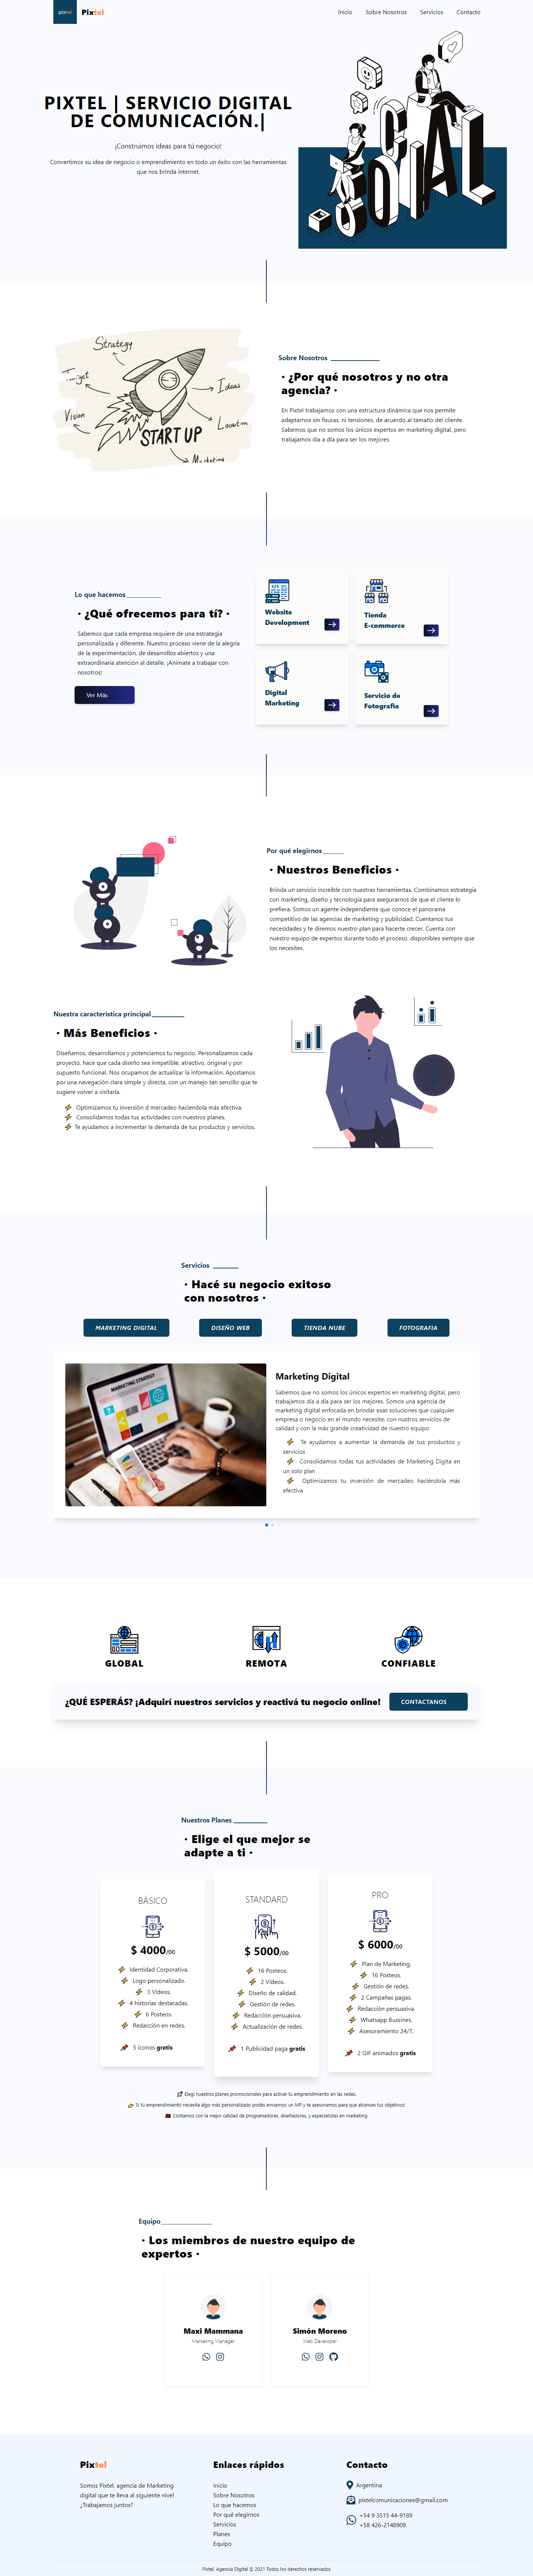 pixtel
Pixtel
Inicio
Sobre Nosotros
Servicios
Contacto
PIXTEL | SERVICIO DIGITAL
DE COMUNICACIÓN.|
¡Construimos ideas para tú negocio!
Convertimos su idea de negocio o emprendimiento en todo un éxito con las herramientas
que nos brinda internet.
SOCIAL
Strategy
Target
Ideas
Vision
Location
START UP
Marketing
Sobre Nosotros
· ¿Por qué nosotros y no otra
agencia? ·
En Pixtel trabajamos con una estructura dinámica que nos permite
adaptarnos sin fisuras, ni tensiones, de acuerdo al tamaño del cliente.
Sabemos que no somos los únicos expertos en marketing digital, pero
trabajamos día a día para ser los mejores
Lo que hacemos
· ¿Qué ofrecemos para tí? ·
Sabemos que cada empresa requiere de una estrategia
personalizada y diferente. Nuestro proceso viene de la alegría
de la experimentación, de desarrollos abiertos y una
extraordinaria atención al detalle. ¡Anímate a trabajar con
nosotros!
Ver Más
Website
Development
Tienda
E-commerce
Digital
Marketing
Servicio de
Fotografia
Por qué elegirnos
· Nuestros Beneficios ·
Brinda un servicio increíble con nuestras herramientas. Combinamos estrategia
con marketing, diseño y tecnología para asegurarnos de que el cliente lo
prefiera. Somos un agente independiente que conoce el panorama
competitivo de las agencias de marketing y publicidad. Cuentanos tus
necesidades y te diremos nuestro plan para hacerte crecer. Cuenta con
nuestro equipo de expertos durante todo el proceso, disponibles siempre que
los necesites.
Nuestra característica principal
· Más Beneficios ·
Diseñamos, desarrollamos y potenciamos tu negocio. Personalizamos cada
proyecto, hace que cada diseño sea irrepetible, atractivo, original y por
supuesto funcional. Nos ocupamos de actualizar la información. Apostamos
por una navegación clara simple y directa, con un manejo tan sencillo que te
sugiere volver a visitarla.
Optimizamos tu inversión d mercadeo haciendola más efectiva.
Consolidamos todas tus actividades con nuestros planes.
Te ayudamos a incrementar la demanda de tus productos y servicios.
$
Servicios
· Hacé su negocio exitoso
con nosotros ·
MARKETING DIGITAL
DISEÑO WEB
TIENDA NUBE
FOTOGRAFIA
MARKETING STRATEGY
Marketing Digital
Sabemos que no somos los únicos expertos en marketing digital, pero
trabajamos día a día para ser los mejores. Somos una agencia de
marketing digital enfocada en brindar esas soluciones que cualquier
empresa o negocio en el mundo necesite, con nustros servicios de
calidad y con la más grande creatividad de nuestro equipo
Te ayudamos a aumentar la demanda de tus productos y
servicios
Consolidamos todas tus actividades de Marketing Digita en
un solo plan
Optimizamos tu inversión de mercadeo haciéndola más
efectiva
GLOBAL
REMOTA
CONFIABLE
¿QUÉ ESPERÁS? ¡Adquirí nuestros servicios y reactivá tu negocio online!
CONTACTANOS
Nuestros Planes
· Elige el que mejor se
adapte a ti ·
BÁSICO
$ 4000/00
Identidad Corporativa.
Logo personalizado.
3 Vídeos.
4 historias destacadas.
6 Posteos.
Redacción en redes.
5 íconos gratis
STANDARD
$ 5000/00
16 Posteos.
2 Vídeos.
Diseño de calidad.
Gestión de redes.
Redacción persuasiva.
Actualización de redes.
1 Publicidad paga gratis
PRO
$ 6000/00
Plan de Marketing.
16 Posteos.
Gestión de redes.
2 Campañas pagas.
Redacción persuasiva.
Whatsapp Bussines.
Asesoramiento 24/7.
2 GIF animados gratis
Elegí nuestros planes promocionales para activar tu emprendimiento en las redes.
Si tú emprendimiento necesita algo más personalizado podés enviarnos un MP y te asesoramos para que alcances tus objetivos!
Contamos con la mejor calidad de programadores, diseñadores, y especialistas en marketing.
Equipo
· Los miembros de nuestro equipo de
expertos ·
Maxi Mammana
Marketing Manager
Simón Moreno
Web Developer
Pixtel
Somos Pixtel, agencia de Marketing
digital que te lleva al siguiente nivel
¿Trabajamos juntos?
Enlaces rápidos
Inicio
Sobre Nosotros
Lo que hacemos
Por qué elegirnos
Servicios
Planes
Equipo
Contacto
Argentina
pixtelcomunicaciones@gmail.com
+54 9 3515 44-9189
+58 426-2148909
Pixtel, Agencia Digital © 2021 Todos los derechos reservados